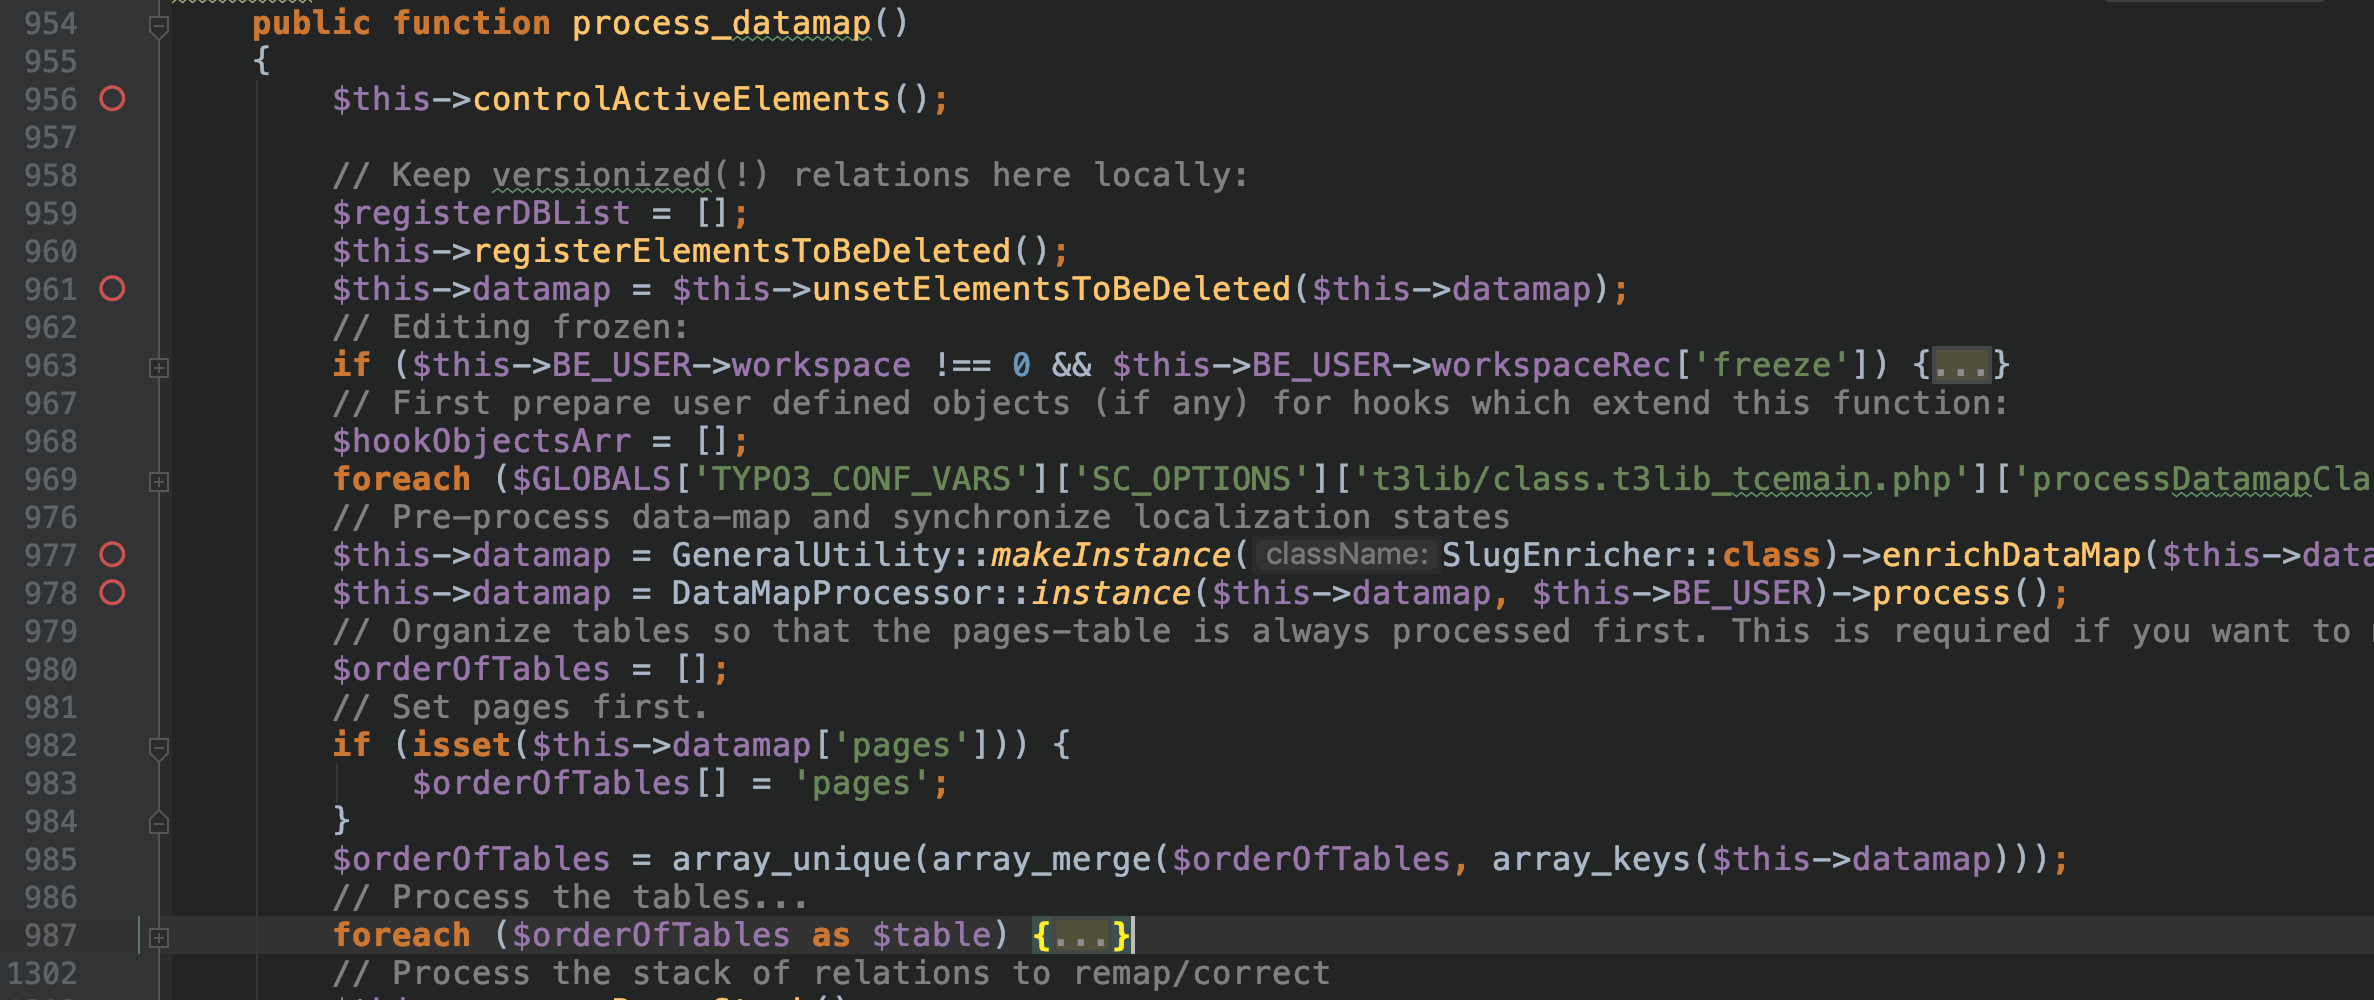 954 public function process_datamap()
955 {
956 $this->controlActiveElements();
957
958 // Keep versionized(!) relations here locally:
959 $registerDBList = [];
960 $this->registerElementsToBeDeleted();
961 $this->datamap = $this->unsetElementsToBeDeleted($this->datamap);
962 // Editing frozen:
963 if ($this->BE_USER->workspace !== 0 && $this->BE_USER->workspaceRec['freeze']) {...}
967 // First prepare user defined objects (if any) for hooks which extend this function:
968 $hookObjectsArr = [];
969 foreach ($GLOBALS['TYPO3_CONF_VARS']['SC_OPTIONS']['t3lib/class.t3lib_tcemain.php']['processDatamapCla
976 // Pre-process data-map and synchronize localization states
977 $this->datamap = GeneralUtility::makeInstance( className: SlugEnricher::class)->enrichDataMap($this->data
978 $this->datamap = DataMapProcessor::instance($this->datamap, $this->BE_USER)->process();
979 // Organize tables so that the pages-table is always processed first. This is required if you want to
980 $orderOfTables = [];
981 // Set pages first.
982 if (isset($this->datamap['pages'])) {
983 $orderOfTables[] = 'pages';
984 }
985 $orderOfTables = array_unique(array_merge($orderOfTables, array_keys($this->datamap)));
986 // Process the tables...
987 foreach ($orderOfTables as $table) {...}
1302 // Process the stack of relations to remap/correct